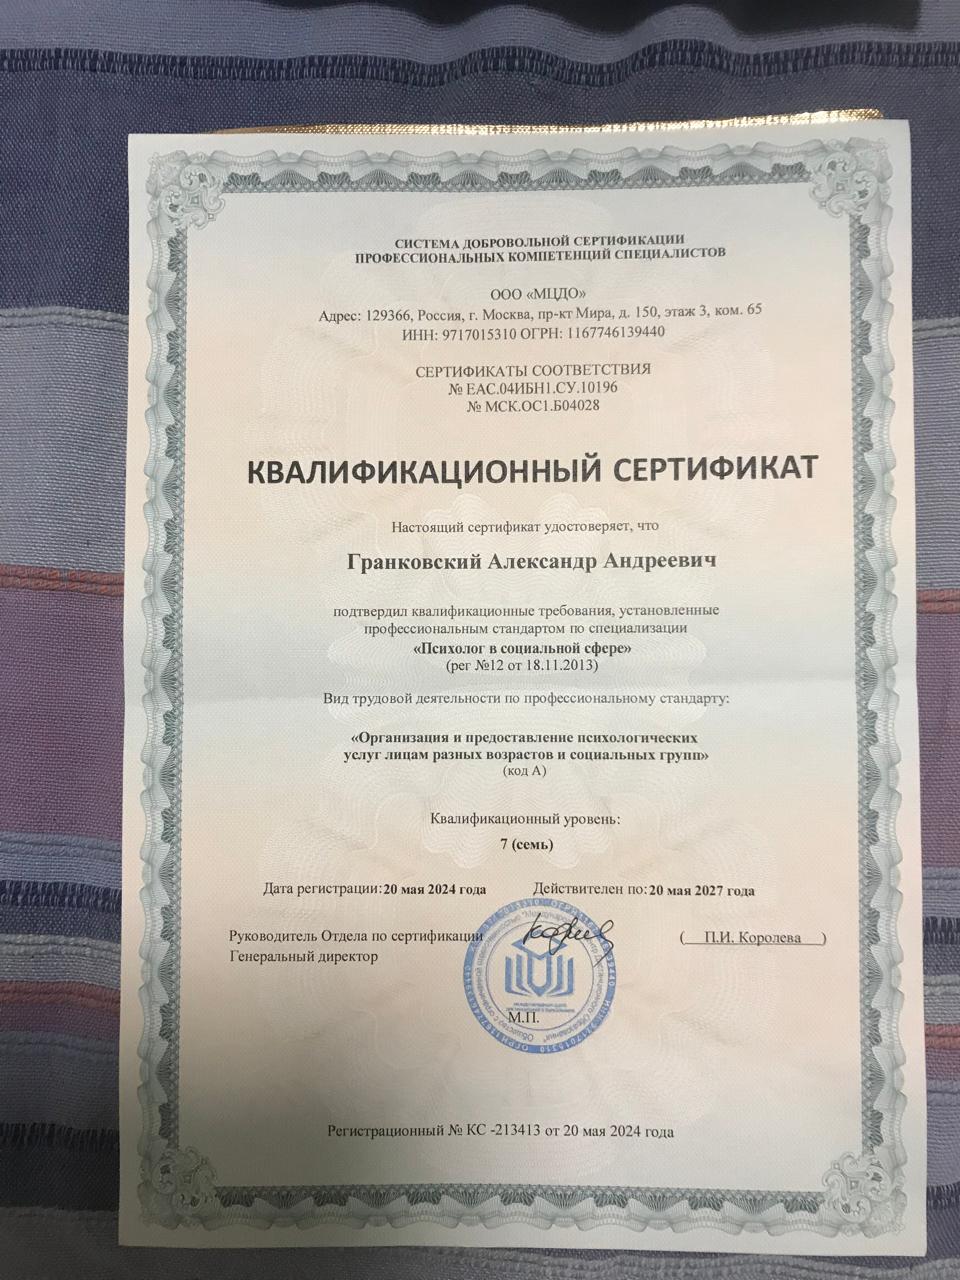 СИСТЕМА ДОБРОВОЛЬНОЙ СЕРТИФИКАЦИИ
ПРОФЕССИОНАЛЬНЫХ КОМПЕТЕНЦИЙ СПЕЦИАЛИСТОВ
ООО «МЦДО»
Адрес: 129366, Россия, г. Москва, пр-кт Мира, д. 150, этаж 3, ком. 65
ИНН: 9717015310 ОГРН: 1167746139440
СЕРТИФИКАТЫ СООТВЕТСТВИЯ
№ ЕАС.04ИБН1.СУ.10196
№ МСК.ОС1.Б04028
КВАЛИФИКАЦИОННЫЙ СЕРТИФИКАТ
Настоящий сертификат удостоверяет, что
Гранковский Александр Андреевич
подтвердил квалификационные требования, установленные
профессиональным стандартом по специализации
«Психолог в социальной сфере»
(рег №12 от 18.11.2013)
Вид трудовой деятельности по профессиональному стандарту:
«Организация и предоставление психологических
услуг лицам разных возрастов и социальных групп»
(код А)
Квалификационный уровень:
7 (семь)
Дата регистрации: 20 мая 2024 года Действителен по: 20 мая 2027 года
Руководитель Отдела по сертификации ( П.И. Королева )
Генеральный директор
М.П.
Регистрационный № КС -213413 от 20 мая 2024 года